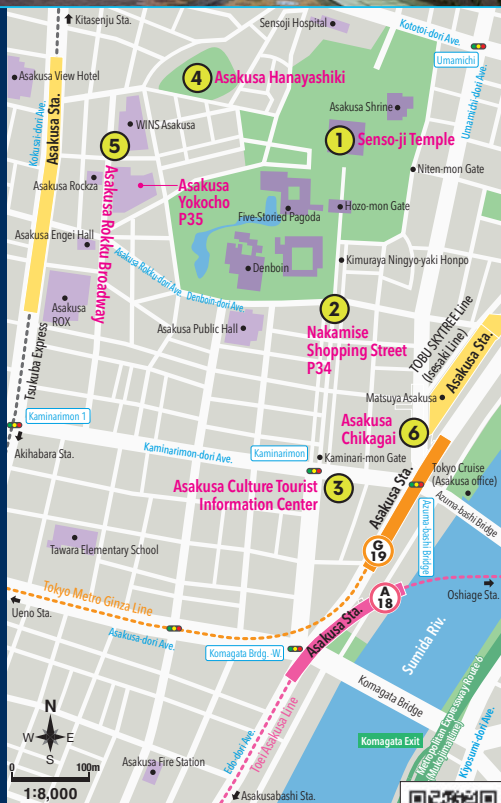 Kitasenju Sta.
Sensoji Hospital
Kototoi-dori Ave.
Umamichi
Asakusa View Hotel
4
Asakusa Hanayashiki
Umamichi-dori Ave.
Kokusai-dori Ave.
Asakusa Sta.
WINS Asakusa
Asakusa Shrine
1
Senso-ji Temple
5
Asakusa Rokku Broadway
Niten-mon Gate
Asakusa Rockza
Asakusa
Yokocho
P35
Hozo-mon Gate
Five-Storied Pagoda
Asakusa Engei Hall
Asakusa Rokku-dori Ave.
Denboin-dori Ave.
Denboin
Kimuraya Ningyo-yaki Honpo
Asakusa
ROX
Asakusa Public Hall
2
Nakamise
Shopping Street
P34
TOBU SKYTREE Line
(Isesaki Line)
Asakusa Sta.
Tsukuba Express
Matsuya Asakusa
Kaminarimon 1
Asakusa
Chikagai
6
Akihabara Sta.
Kaminarimon-dori Ave.
Kaminarimon
Kaminari-mon Gate
Tokyo Cruise
(Asakusa office)
Asakusa Culture Tourist
Information Center
3
Asakusa Sta.
Azuma-bashi Bridge
Azuma-bashi Bridge
Tawara Elementary School
G
19
A
18
Oshiage Sta.
Tokyo Metro Ginza Line
Ueno Sta.
Asakusa-dori Ave.
Komagata Brdg. -W.
Asakusa Sta.
Sumida Riv.
Komagata Bridge
N
W
E
S
Komagata Exit
Metropolitan Expressway Route 6
(Mukojima Line)
Kiyosumi-dori Ave.
Edo-dori Ave.
Toei Asakusa Line
0
100m
1:8,000
Asakusa Fire Station
Asakusabashi Sta.